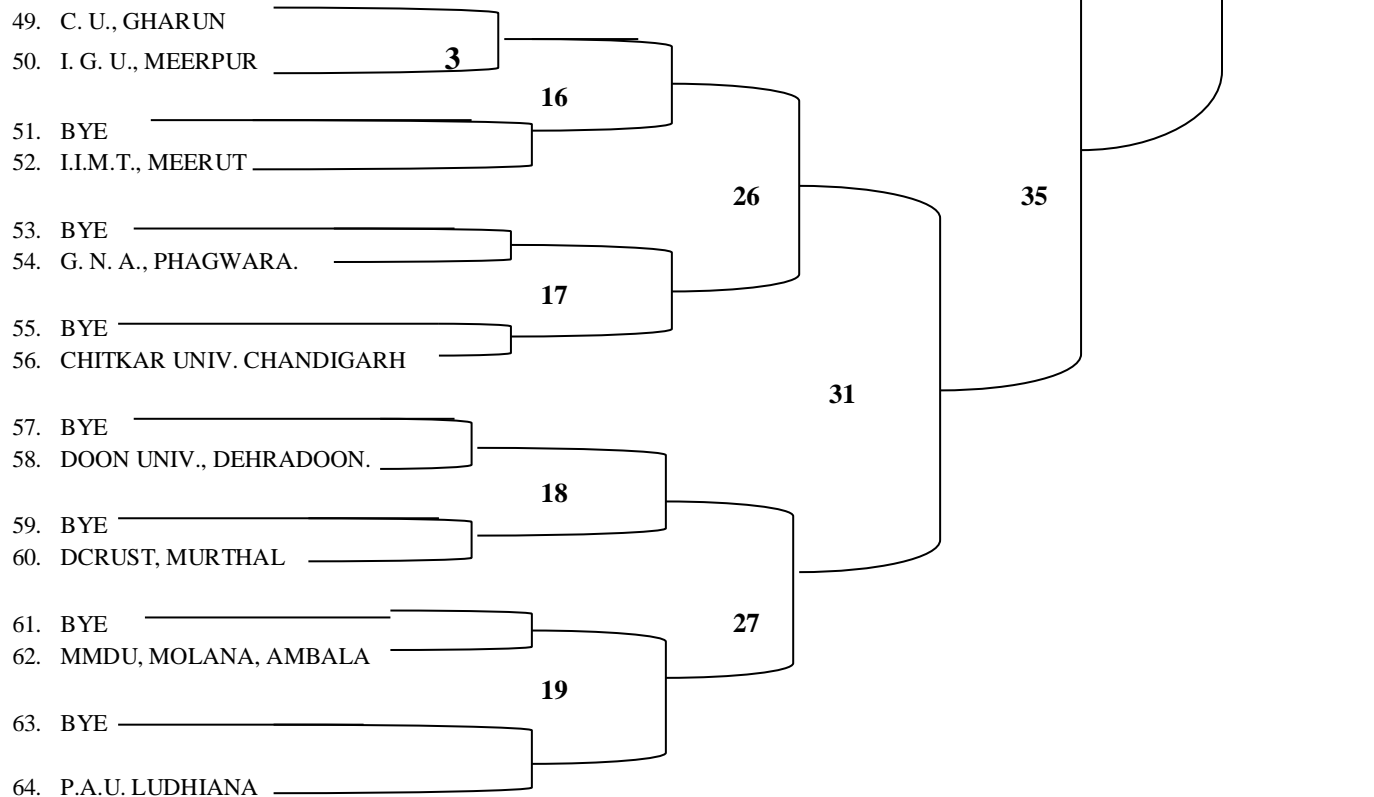 49. C. U., GHARUN
50. I. G. U., MEERPUR
3
16
51. BYE
52. I.I.M.T., MEERUT
26
35
53. BYE
54. G. N. A., PHAGWARA.
17
55. BYE
56. CHITKAR UNIV. CHANDIGARH
31
57. BYE
58. DOON UNIV., DEHRADOON.
18
59. BYE
60. DCRUST, MURTHAL
61. BYE
27
62. MMDU, MOLANA, AMBALA
19
63. BYE
64. P.A.U. LUDHIANA